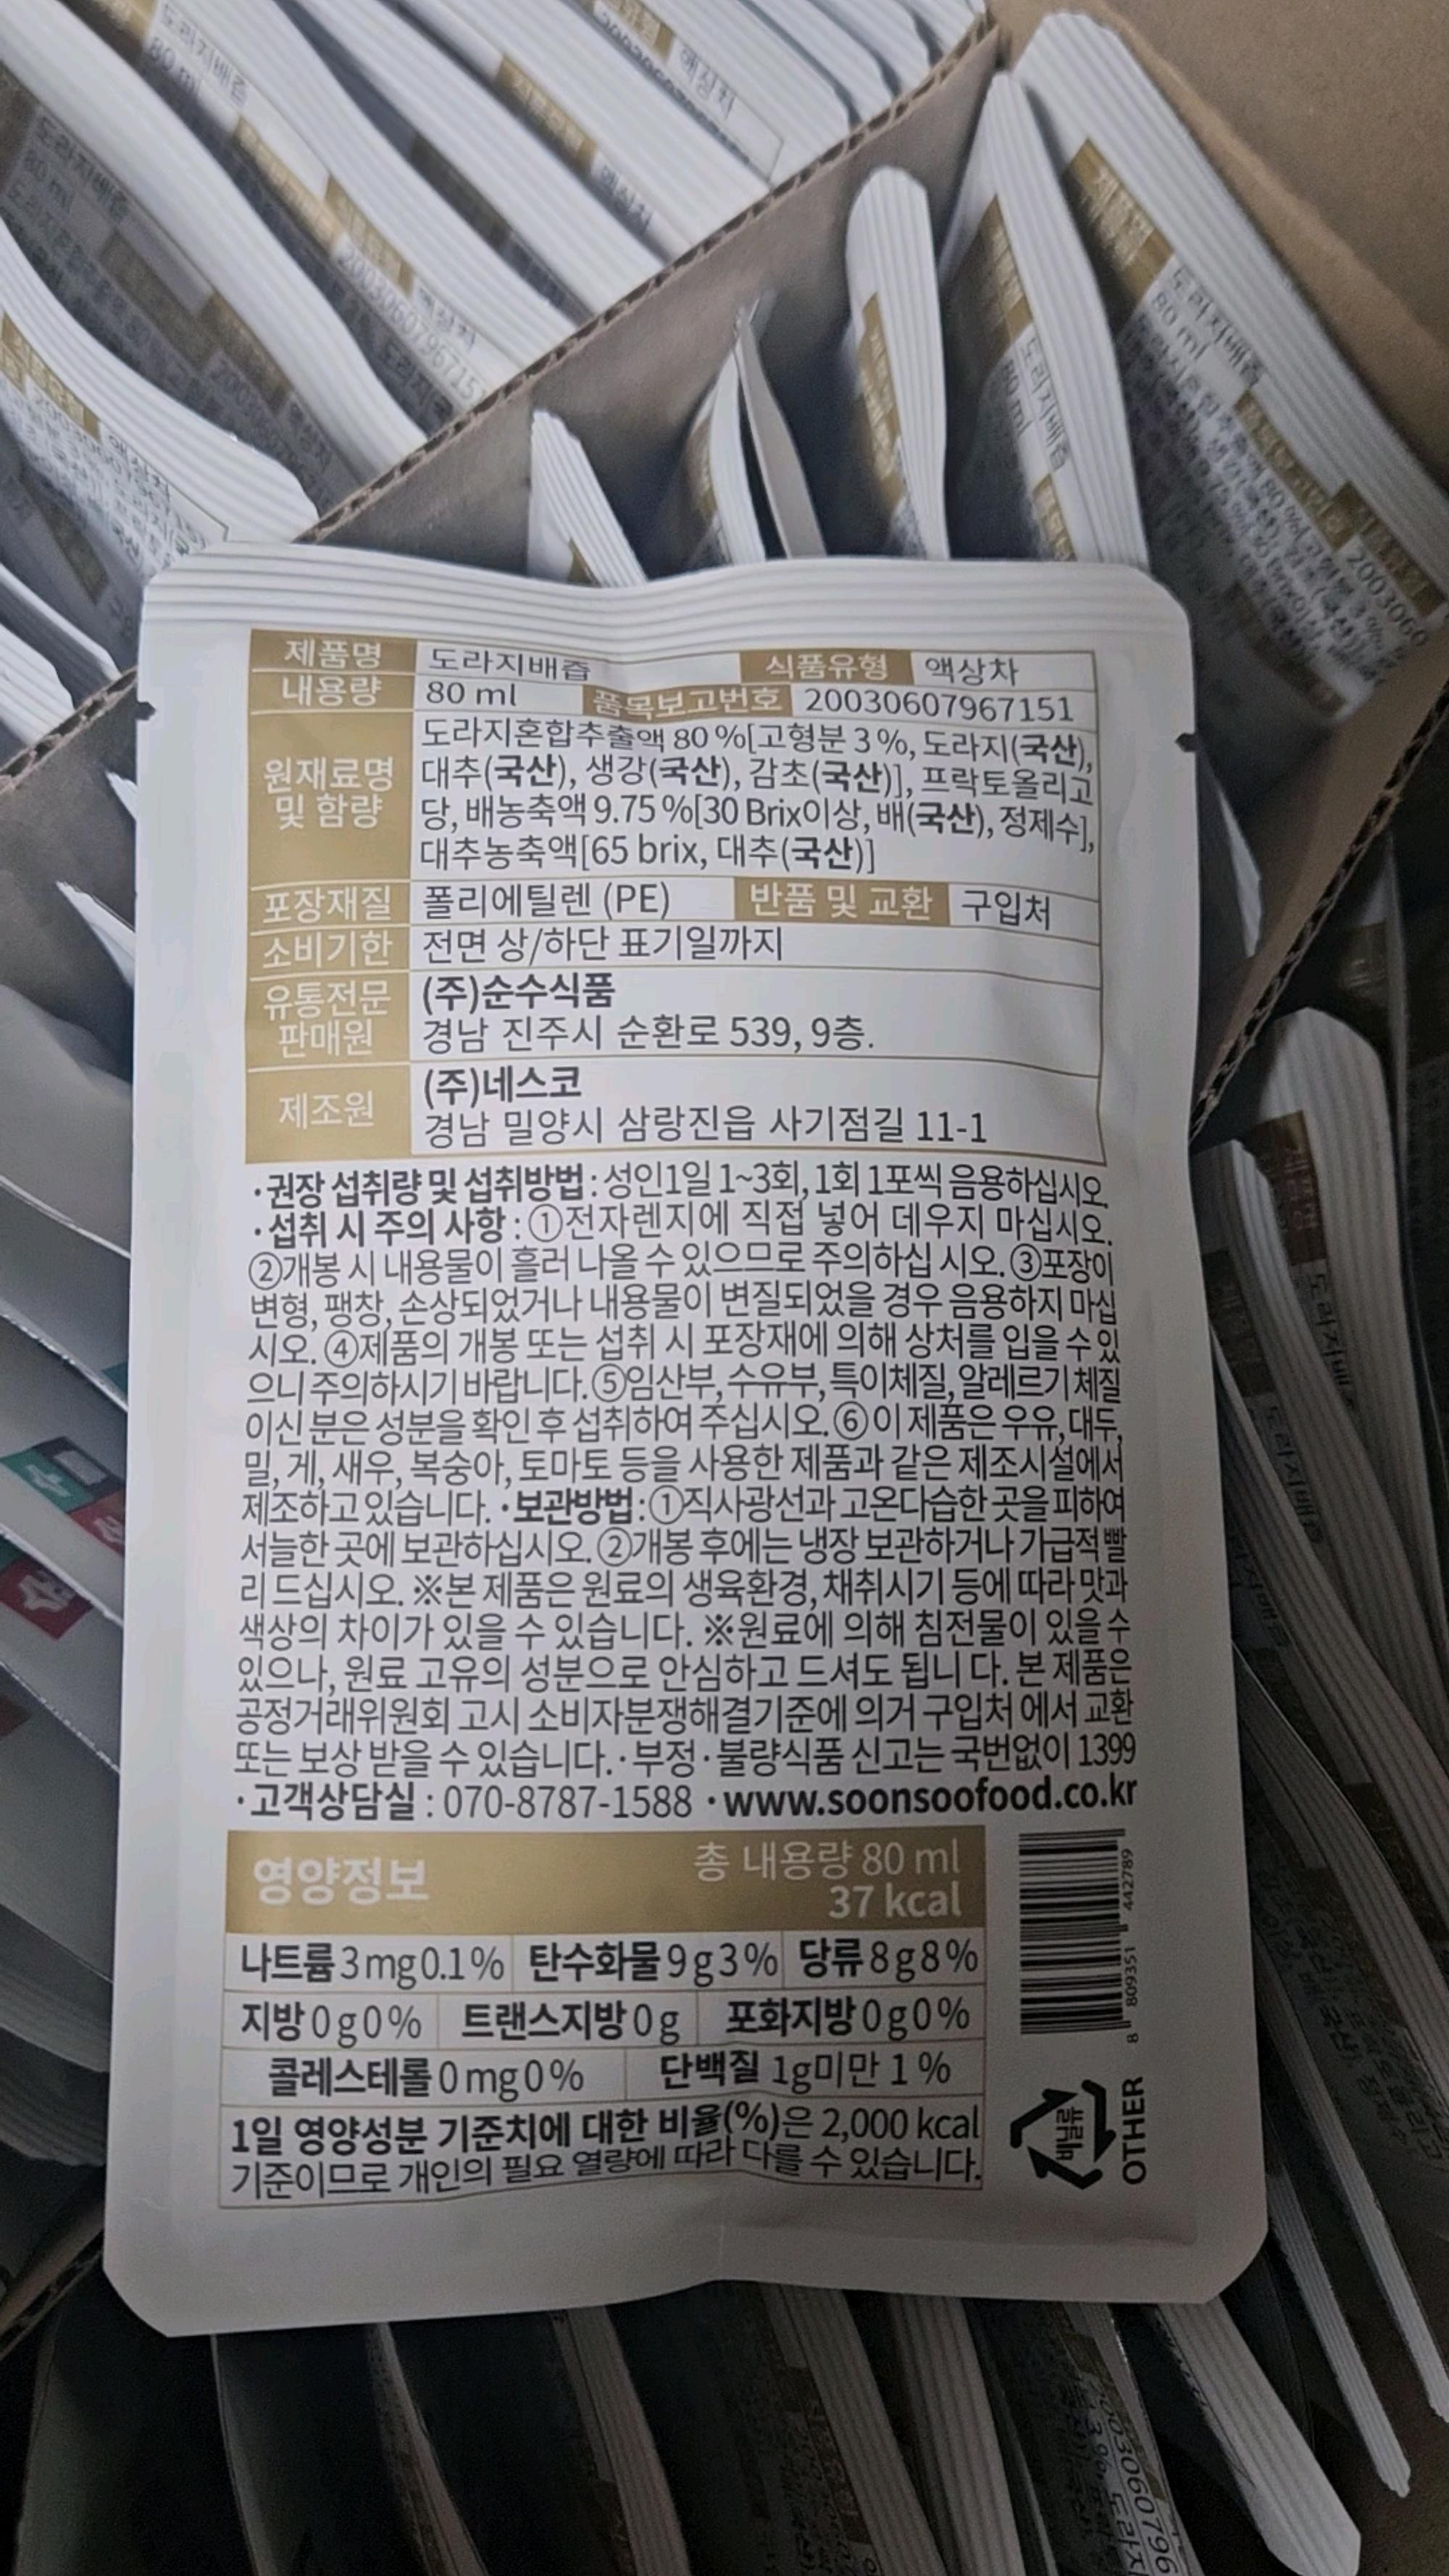 제품명 도라지배즙 식품유형 액상차
내용량 80 ml 품목보고번호 20030607967151
원재료명 및 함량
도라지혼합추출액 80 %[고형분 3 %, 도라지(국산),
대추(국산), 생강(국산), 감초(국산)], 프락토올리고
당, 배농축액 9.75 %[30 Brix이상, 배(국산), 정제수],
대추농축액[65 brix, 대추(국산)]
포장재질 폴리에틸렌 (PE) 반품 및 교환 구입처
소비기한 전면 상/하단 표기일까지
유통전문 판매원
(주)순수식품
경남 진주시 순환로 539, 9층.
제조원
(주)네스코
경남 밀양시 삼랑진읍 사기점길 11-1
·권장 섭취량 및 섭취방법 : 성인1일 1~3회, 1회 1포씩 음용하십시오.
·섭취 시 주의 사항 : ①전자렌지에 직접 넣어 데우지 마십시오.
②개봉 시 내용물이 흘러 나올 수 있으므로 주의하십 시오. ③포장이
변형, 팽창, 손상되었거나 내용물이 변질되었을 경우 음용하지 마십
시오. ④제품의 개봉 또는 섭취 시 포장재에 의해 상처를 입을 수 있
으니 주의하시기 바랍니다. ⑤임산부, 수유부, 특이체질, 알레르기 체질
이신 분은 성분을 확인 후 섭취하여 주십시오. ⑥이 제품은 우유, 대두,
밀, 게, 새우, 복숭아, 토마토 등을 사용한 제품과 같은 제조시설에서
제조하고 있습니다. ·보관방법 : ①직사광선과 고온다습한 곳을 피하여
서늘한 곳에 보관하십시오. ②개봉 후에는 냉장 보관하거나 가급적 빨
리 드십시오. ※본 제품은 원료의 생육환경, 채취시기 등에 따라 맛과
색상의 차이가 있을 수 있습니다. ※원료에 의해 침전물이 있을 수
있으나, 원료 고유의 성분으로 안심하고 드셔도 됩니 다. 본 제품은
공정거래위원회 고시 소비자분쟁해결기준에 의거 구입처 에서 교환
또는 보상 받을 수 있습니다. ·부정·불량식품 신고는 국번없이 1399
·고객상담실 : 070-8787-1588 ·www.soonsoofood.co.kr
영양정보 총 내용량 80 ml
37 kcal
나트륨 3 mg 0.1 % 탄수화물 9 g 3 % 당류 8 g 8 %
지방 0 g 0 % 트랜스지방 0 g 포화지방 0 g 0 %
콜레스테롤 0 mg 0 % 단백질 1g미만 1 %
1일 영양성분 기준치에 대한 비율(%)은 2,000 kcal
기준이므로 개인의 필요 열량에 따라 다를 수 있습니다.
8 809351 442789
비닐류
OTHER
도라지배즙
80 ml
도라지배즙
80 ml
액상차
제품명
도라지배즙
80 ml
도라지배즙
80 ml